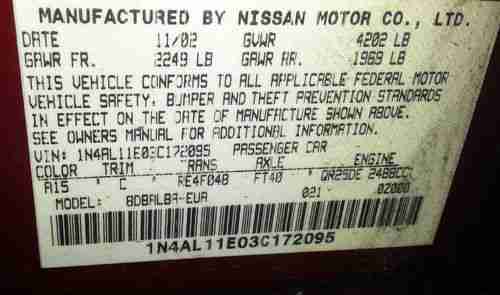 MANUFACTURED BY NISSAN MOTOR CO., LTD.
DATE 11/02 GVWR 4202 LB
GAWR FR. 2249 LB GAWR RR. 1969 LB
THIS VEHICLE CONFORMS TO ALL APPLICABLE FEDERAL MOTOR
VEHICLE SAFETY, BUMPER AND THEFT PREVENTION STANDARDS
IN EFFECT ON THE DATE OF MANUFACTURE SHOWN ABOVE.
SEE OWNERS MANUAL FOR ADDITIONAL INFORMATION.
VIN: 1N4AL11E03C172095 PASSENGER CAR
COLOR TRIM TRANS AXLE ENGINE
A15 C RE4F04B FT40 QR25DE 2488CC
MODEL: BDBALBA-EUA 021 02000
1N4AL11E03C172095